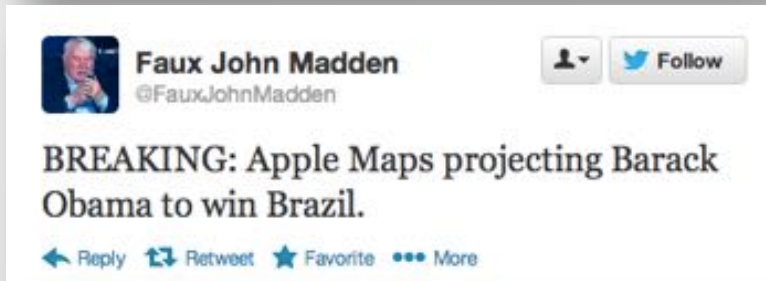 Faux John Madden
Follow
@FauxJohnMadden
BREAKING: Apple Maps projecting Barack
Obama to win Brazil.
Reply Retweet Favorite More